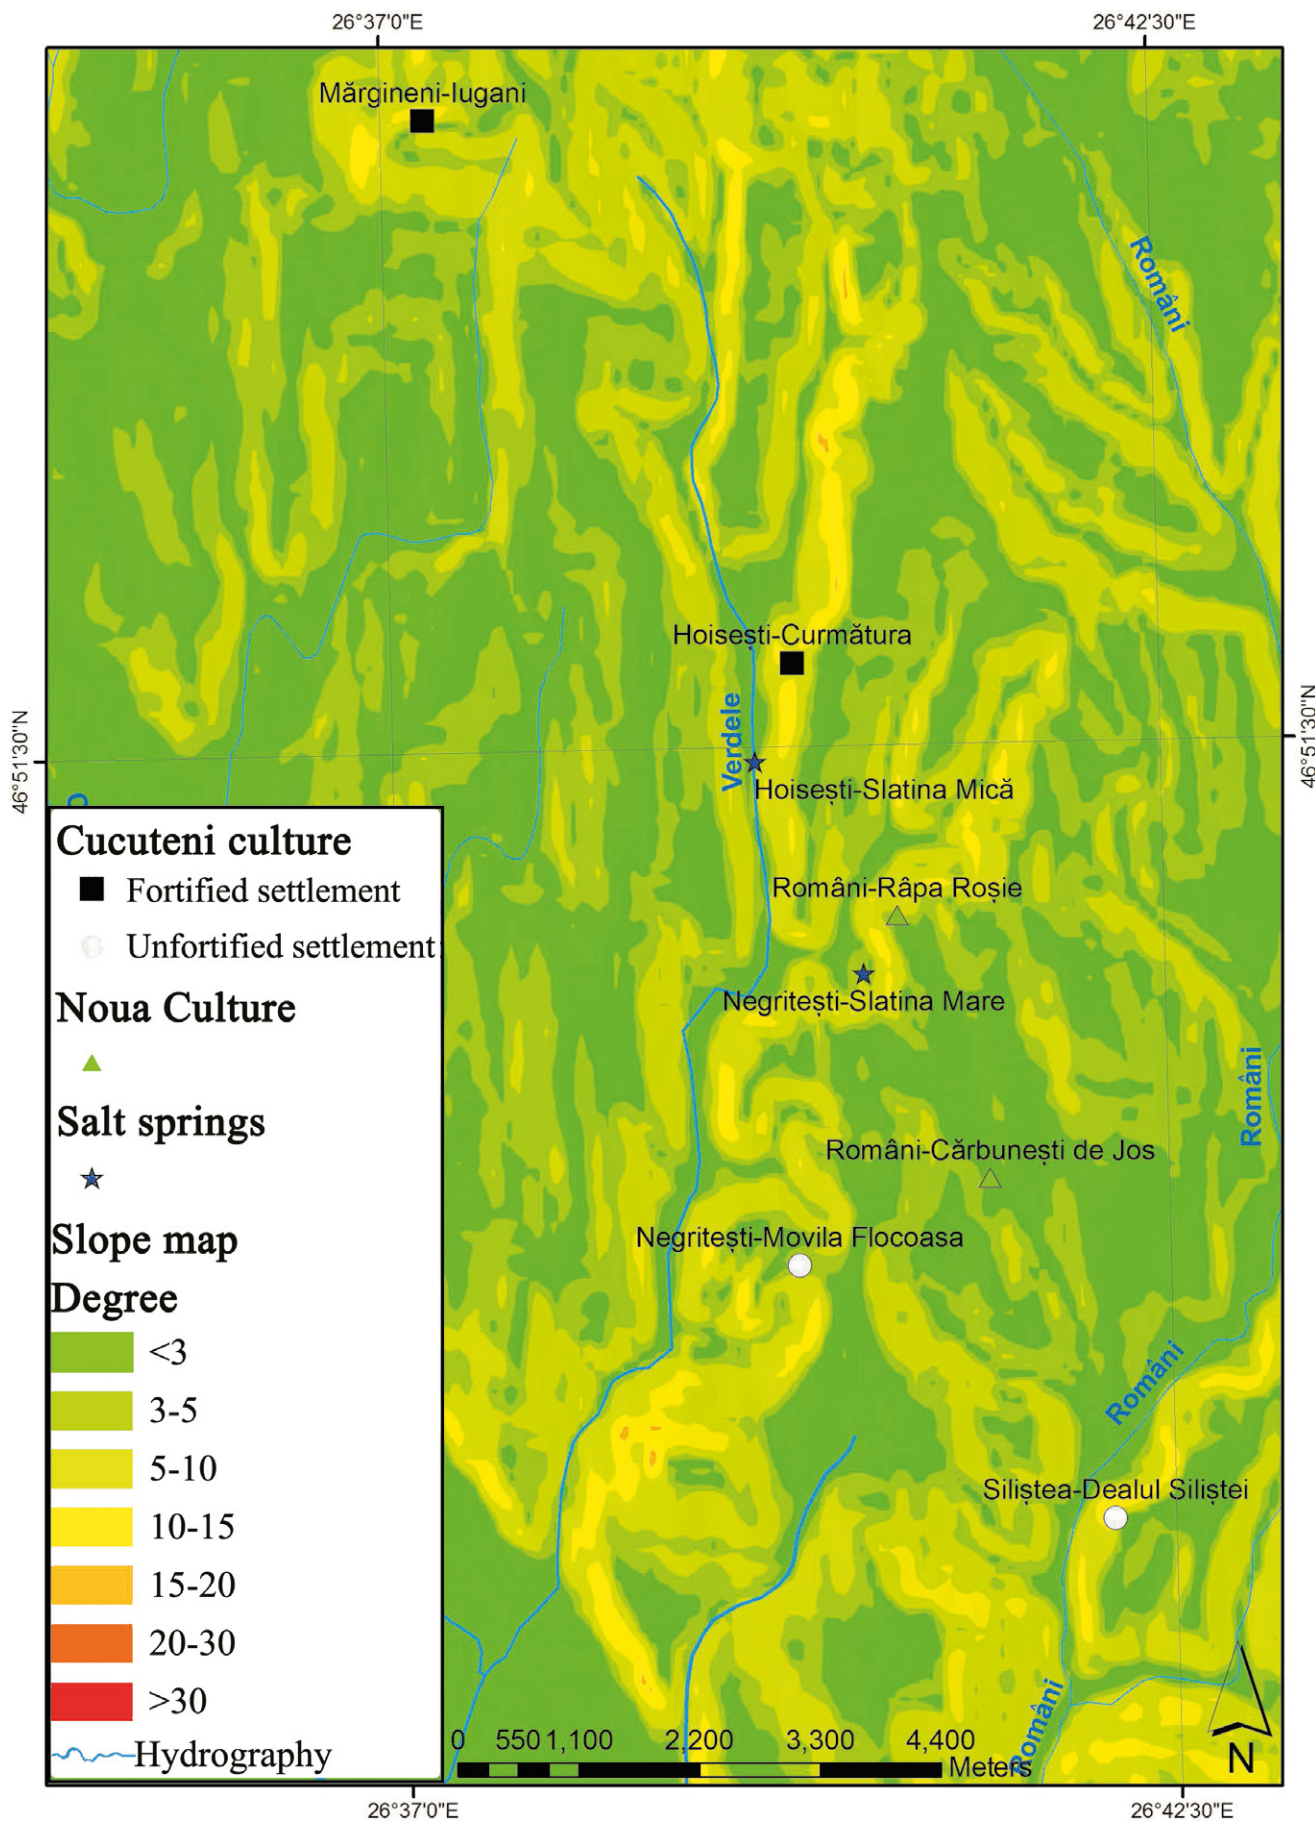 26°37'0"E
26°42'30"E
Mărgineni-Iugani
Români
Hoisești-Curmătura
46°51'30"N
46°51'30"N
Verdele
Hoisești-Slatina Mică
Români-Râpa Roșie
Negritești-Slatina Mare
Români
Români-Cărbunești de Jos
Negritești-Movila Flocoasa
Români
Siliștea-Dealul Siliștei
Români
Cucuteni culture
Fortified settlement
Unfortified settlement
Noua Culture
Salt springs
Slope map
Degree
<3
3-5
5-10
10-15
15-20
20-30
>30
Hydrography
0 550 1,100 2,200 3,300 4,400
Meters
N
26°37'0"E
26°42'30"E